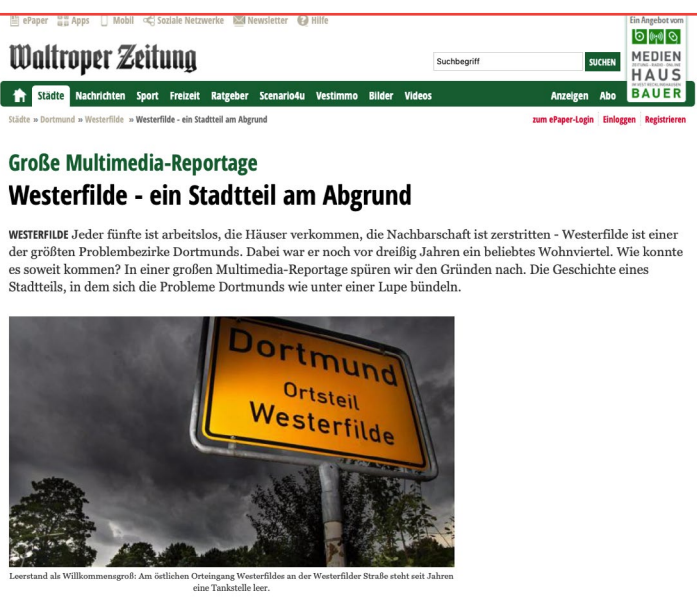 ePaper Apps Mobil Soziale Netzwerke Newsletter Hilfe
Ein Angebot vom
Waltroper Zeitung
Suchbegriff SUCHEN
MEDIEN
ZEITUNG · RADIO · ONLINE
HAUS
BAUER
Städte Nachrichten Sport Freizeit Ratgeber Scenario4u Vestimmo Bilder Videos Anzeigen Abo
Städte » Dortmund » Westerfilde » Westerfilde - ein Stadtteil am Abgrund zum ePaper-Login Einloggen Registrieren
Große Multimedia-Reportage
Westerfilde - ein Stadtteil am Abgrund
WESTERFILDE Jeder fünfte ist arbeitslos, die Häuser verkommen, die Nachbarschaft ist zerstritten - Westerfilde ist einer
der größten Problembezirke Dortmunds. Dabei war er noch vor dreißig Jahren ein beliebtes Wohnviertel. Wie konnte
es soweit kommen? In einer großen Multimedia-Reportage spüren wir den Gründen nach. Die Geschichte eines
Stadtteils, in dem sich die Probleme Dortmunds wie unter einer Lupe bündeln.
Dortmund
Ortsteil
Westerfilde
Leerstand als Willkommensgroß: Am östlichen Orteingang Westerfildes an der Westerfilder Straße steht seit Jahren
eine Tankstelle leer.